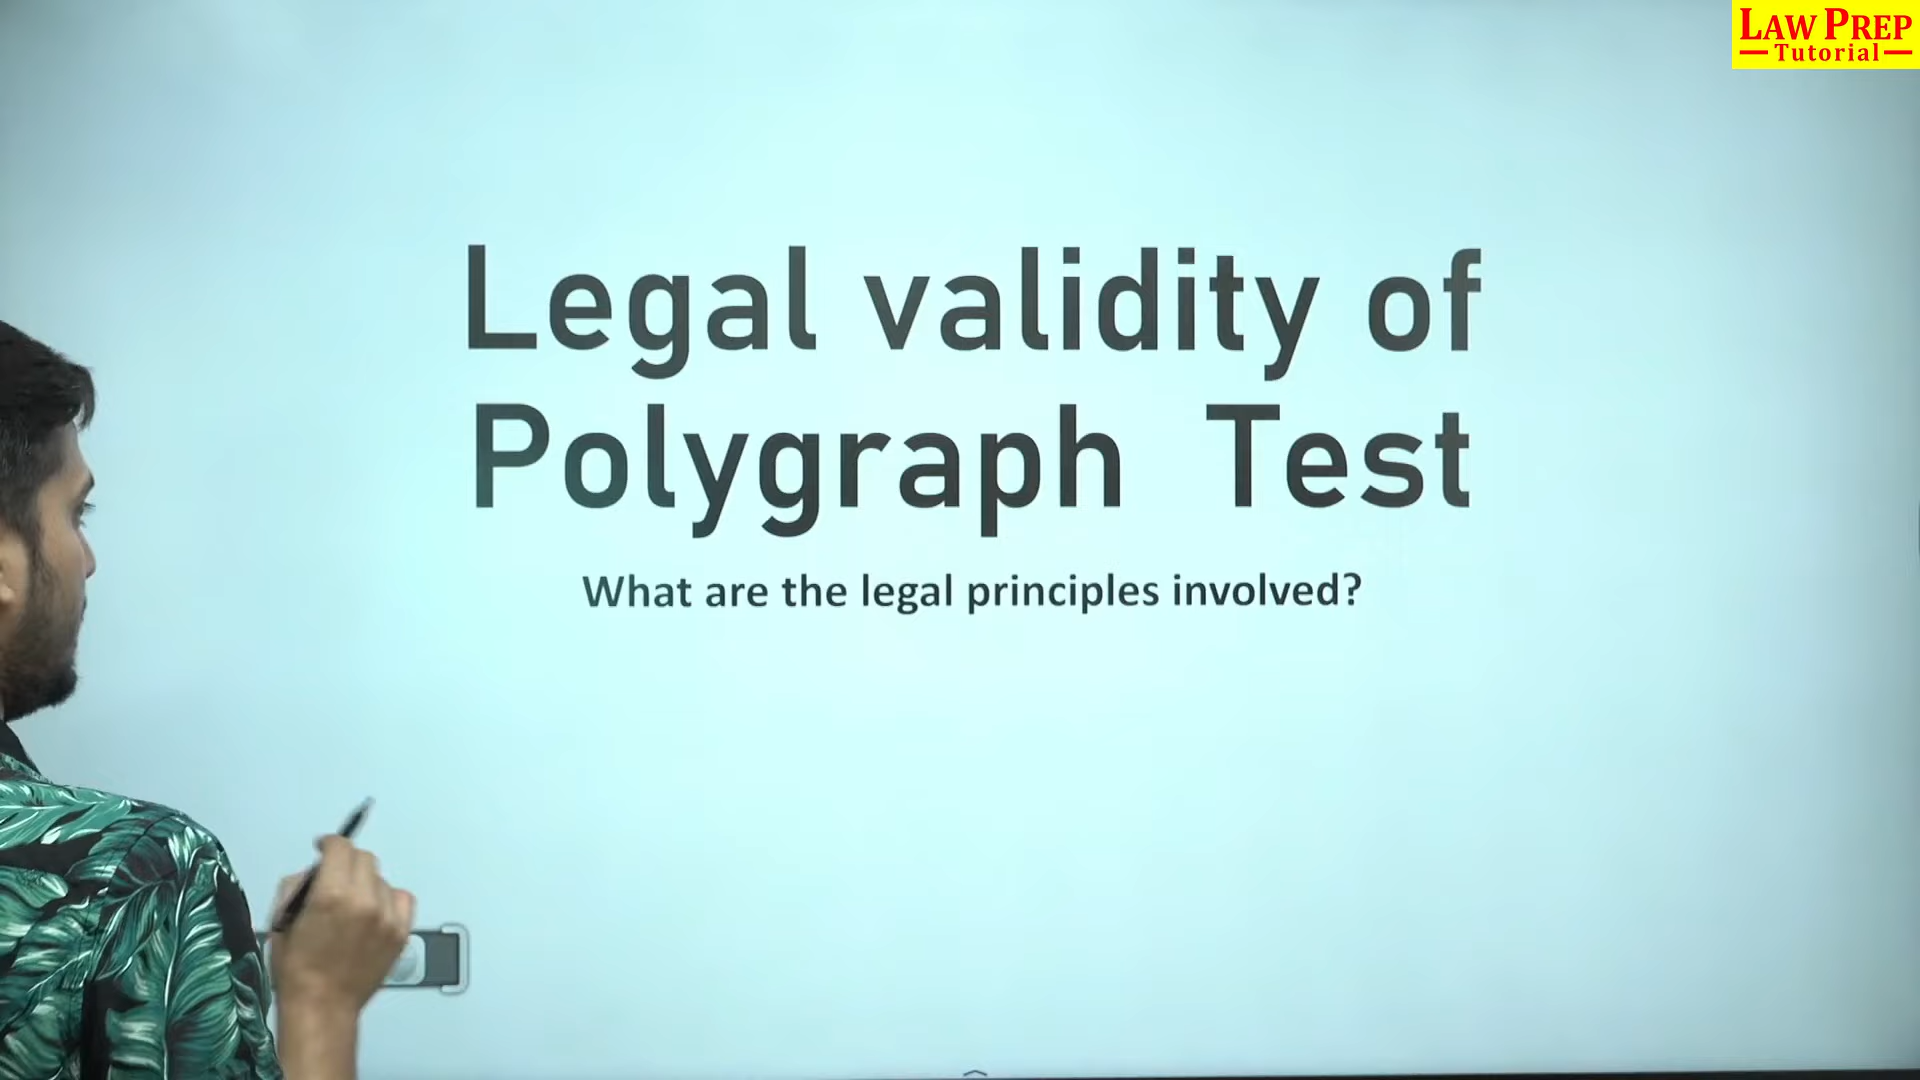 LAW PREP
Tutorial
Legal validity of
Polygraph Test
What are the legal principles involved?